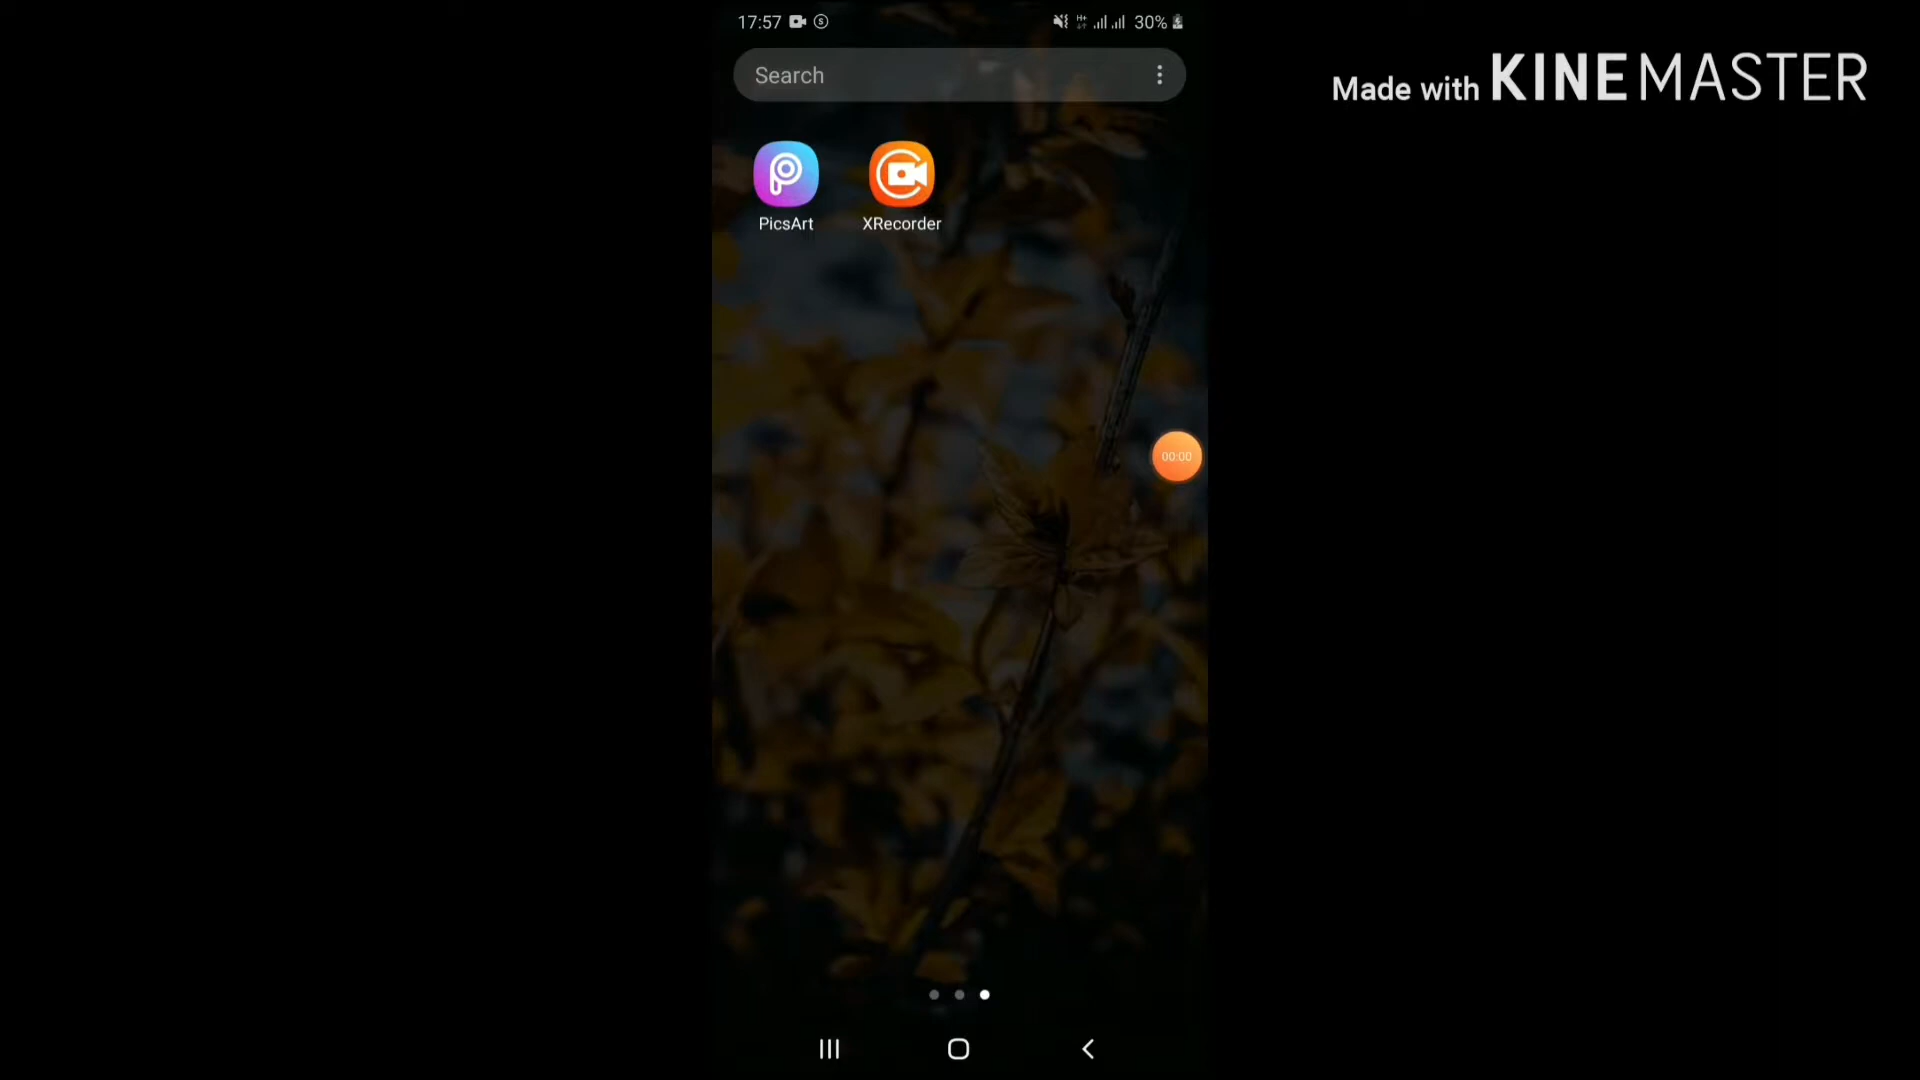 17:57
H+
30%
Made with KINEMASTER
Search
PicsArt
XRecorder
00:00